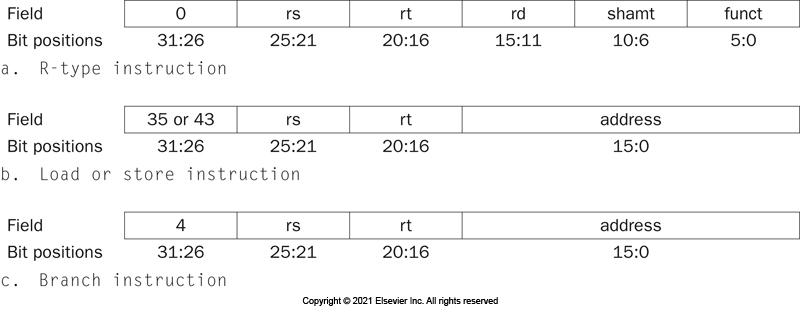 Field 0 rs rt rd shamt funct
Bit positions 31:26 25:21 20:16 15:11 10:6 5:0
a. R-type instruction
Field 35 or 43 rs rt address
Bit positions 31:26 25:21 20:16 15:0
b. Load or store instruction
Field 4 rs rt address
Bit positions 31:26 25:21 20:16 15:0
c. Branch instruction
Copyright © 2021 Elsevier Inc. All rights reserved